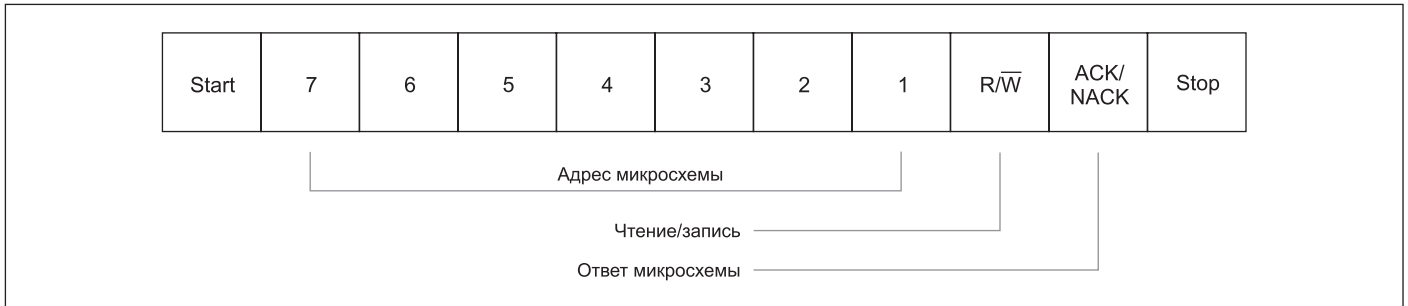 Start 7 6 5 4 3 2 1 R/W̅ ACK/
NACK Stop
Адрес микросхемы
Чтение/запись
Ответ микросхемы